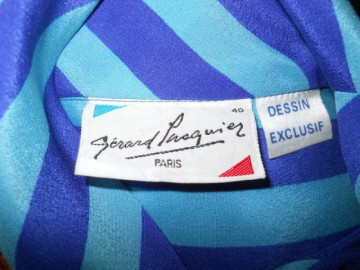 40
Gérard Pasquier
PARIS
DESSIN
EXCLUSIF